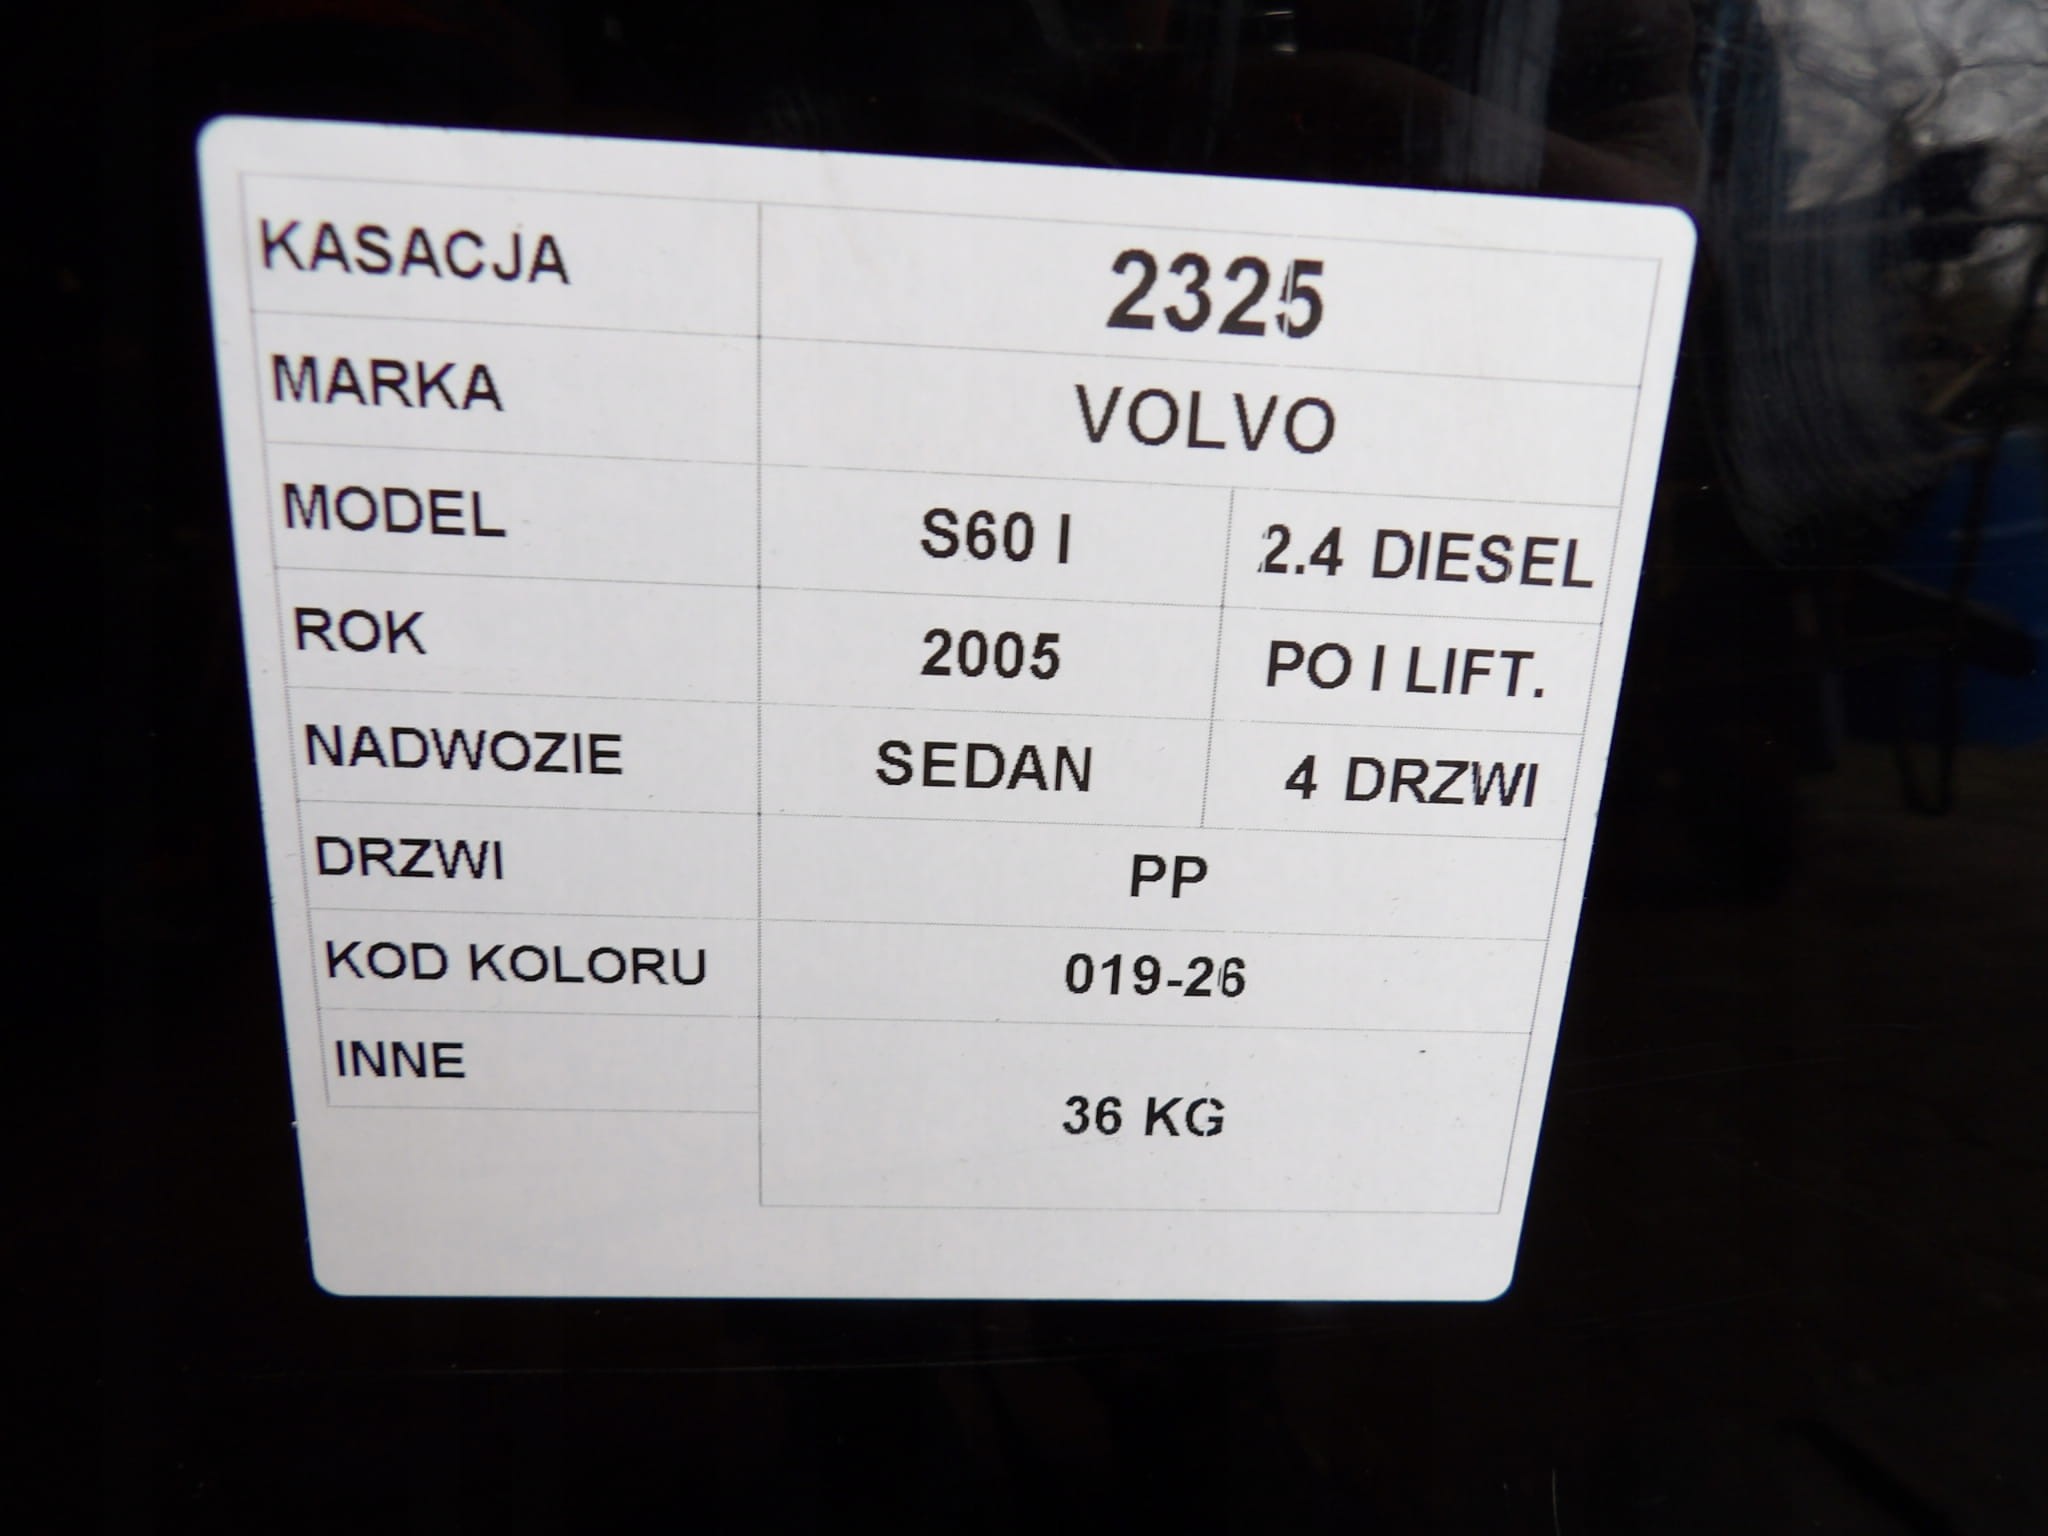 KASACJA 2325
MARKA VOLVO
MODEL S60 I 2.4 DIESEL
ROK 2005 PO I LIFT.
NADWOZIE SEDAN 4 DRZWI
DRZWI PP
KOD KOLORU 019-26
INNE 36 KG